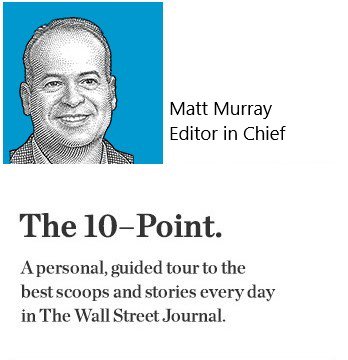 Matt Murray
Editor in Chief
The 10–Point.
A personal, guided tour to the
best scoops and stories every day
in The Wall Street Journal.